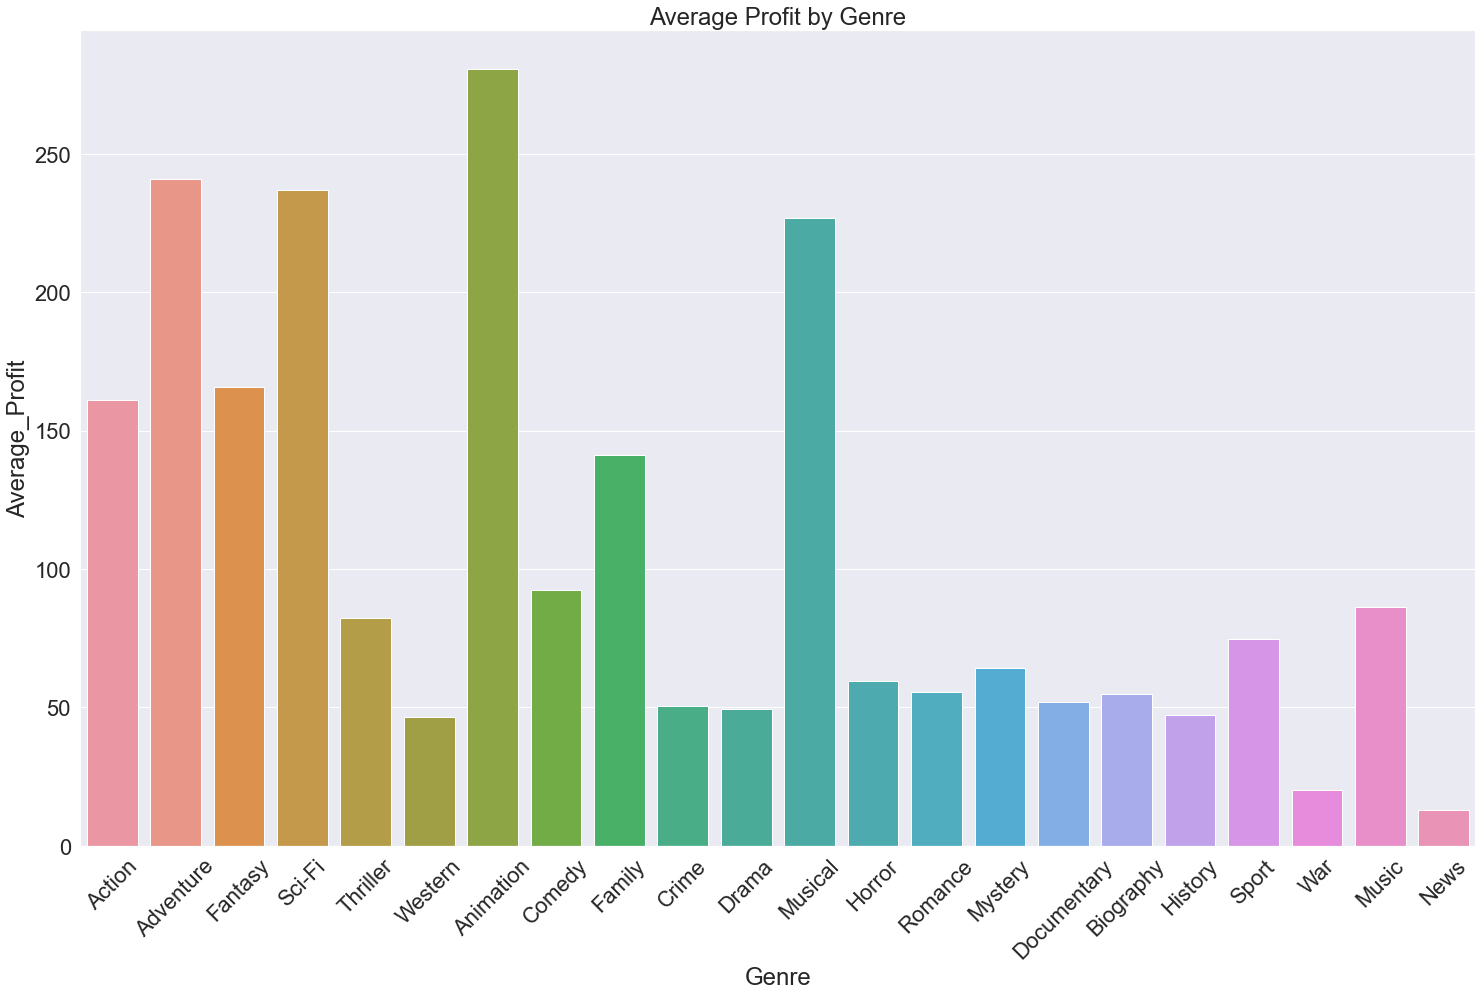 Average Profit by Genre
Average_Profit
250
200
150
100
50
0
Action
Adventure
Fantasy
Sci-Fi
Thriller
Western
Animation
Comedy
Family
Crime
Drama
Musical
Horror
Romance
Mystery
Documentary
Biography
History
Sport
War
Music
News
Genre